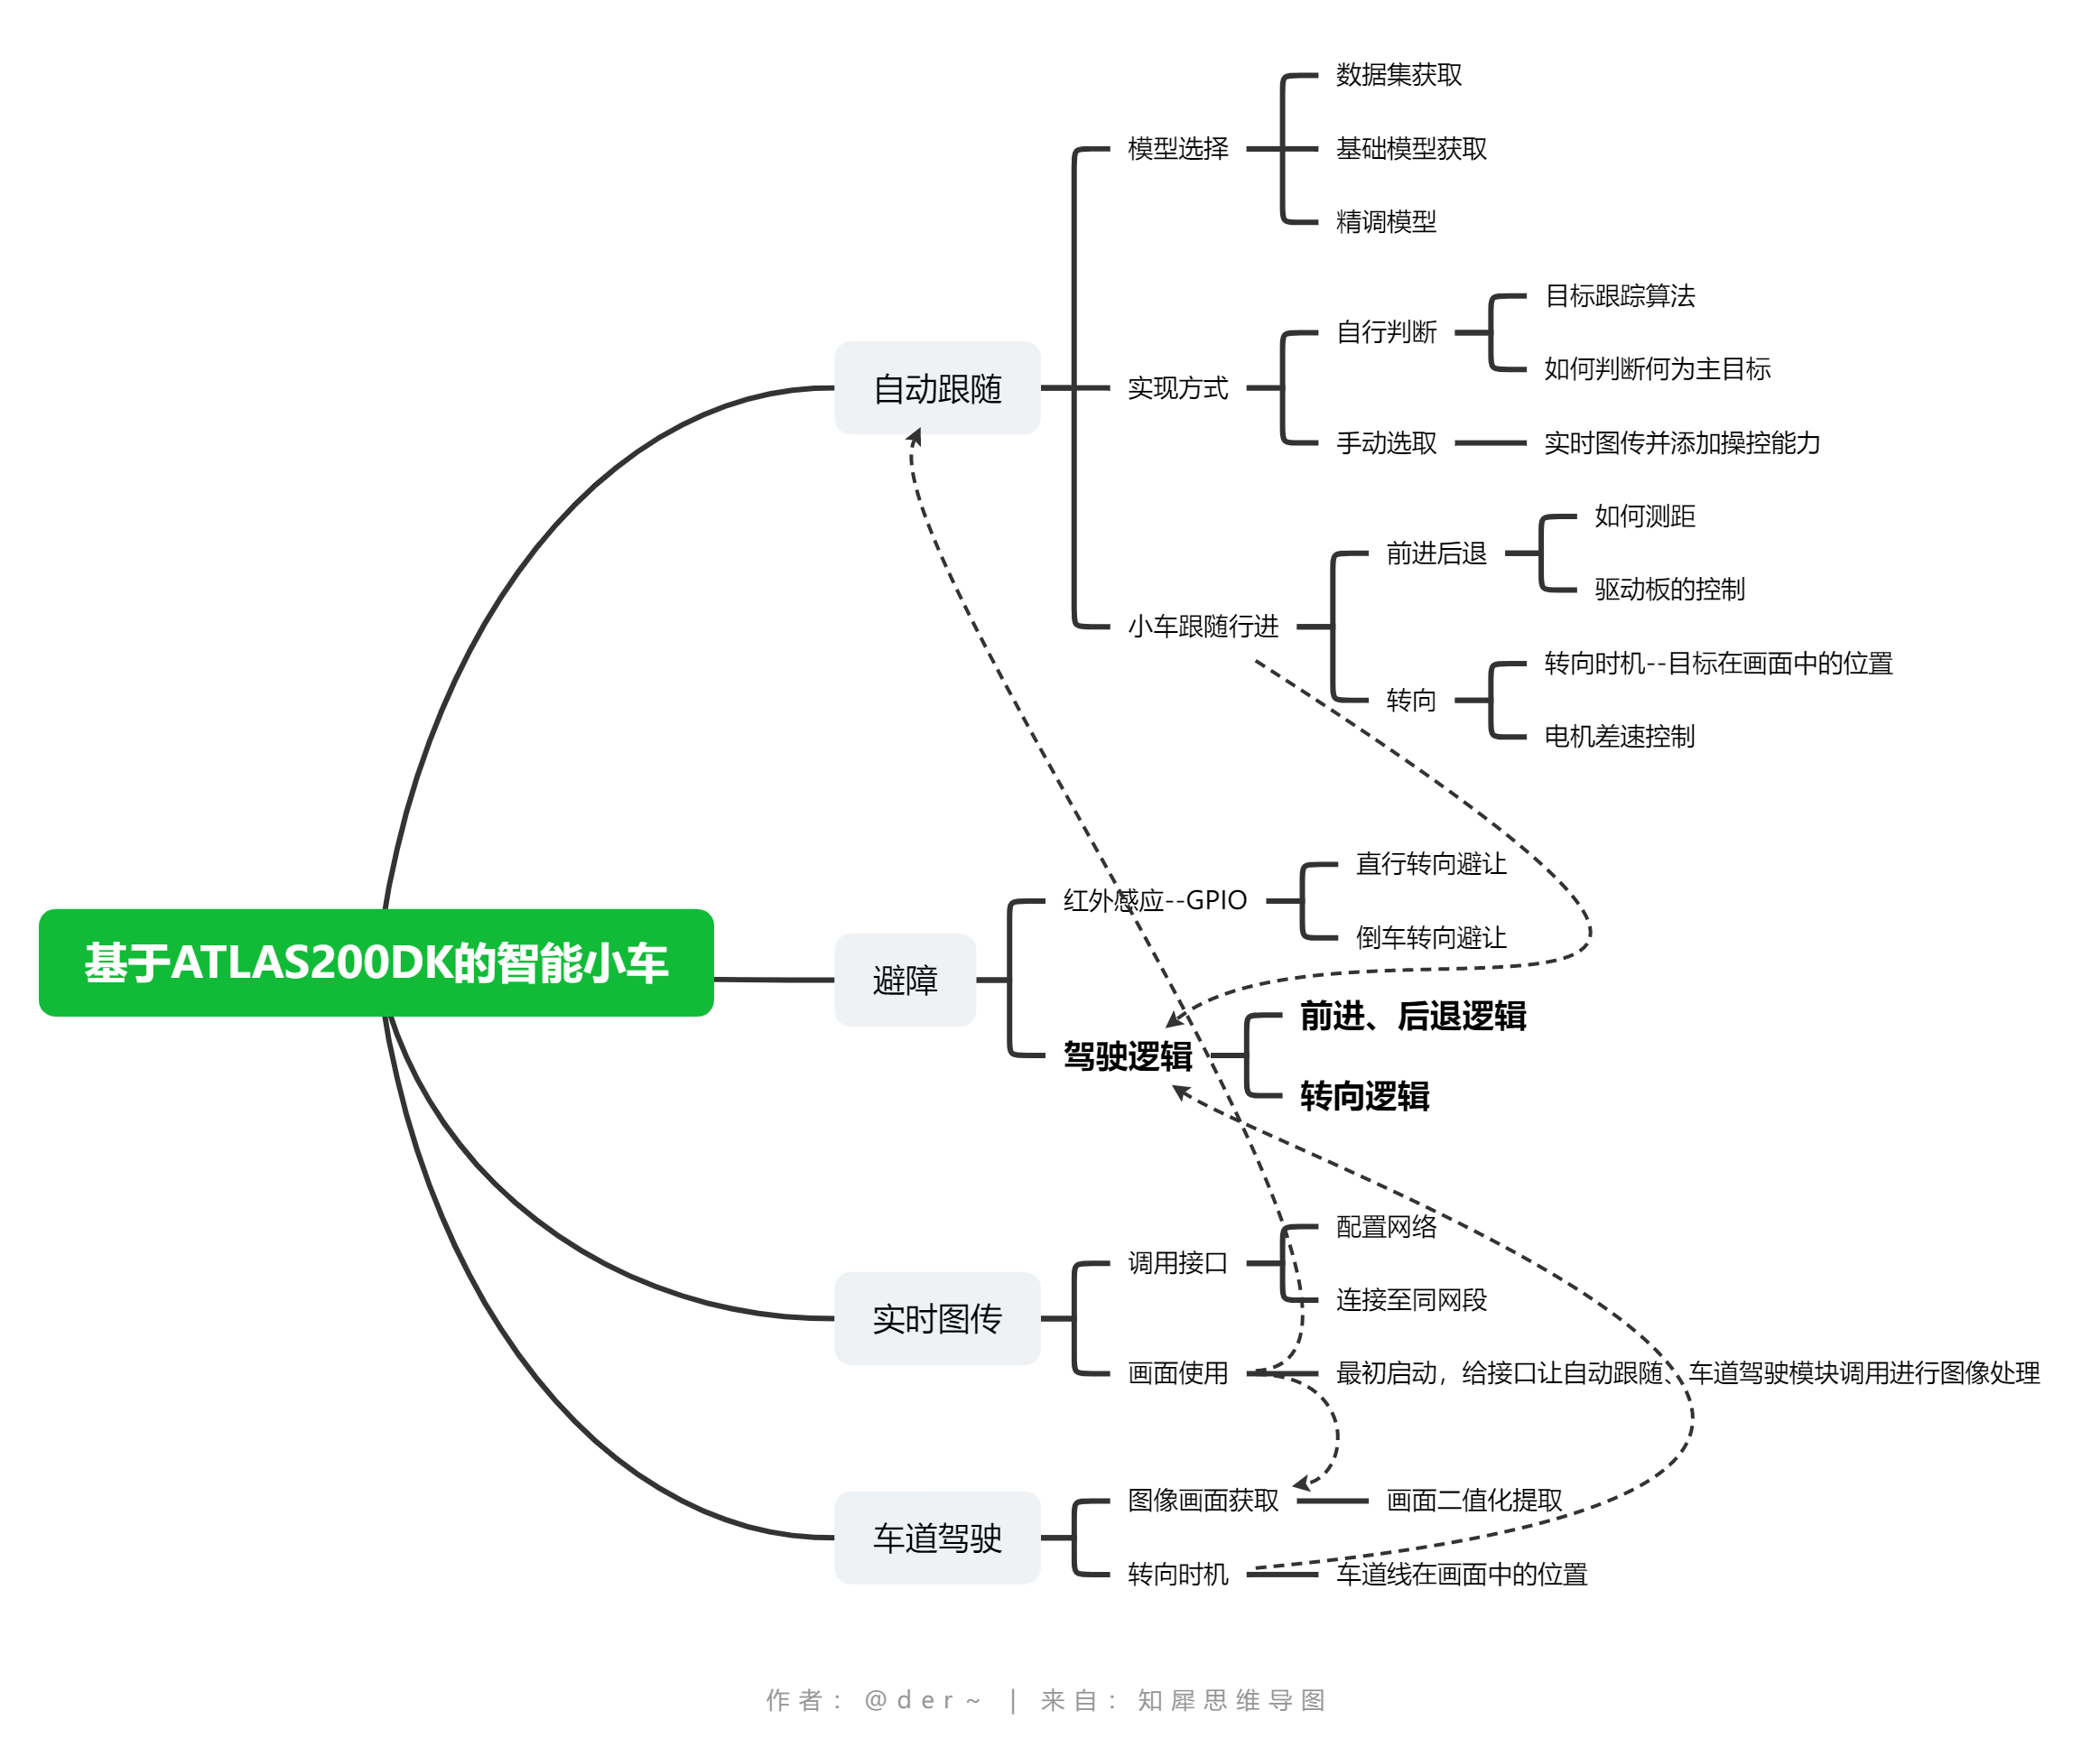 数据集获取
模型选择
基础模型获取
精调模型
目标跟踪算法
自行判断
如何判断何为主目标
自动跟随
实现方式
手动选取
实时图传并添加操控能力
如何测距
前进后退
驱动板的控制
小车跟随行进
转向时机--目标在画面中的位置
转向
电机差速控制
直行转向避让
红外感应--GPIO
倒车转向避让
基于ATLAS200DK的智能小车
避障
前进、后退逻辑
驾驶逻辑
转向逻辑
配置网络
调用接口
连接至同网段
实时图传
画面使用
最初启动，给接口让自动跟随、车道驾驶模块调用进行图像处理
图像画面获取
画面二值化提取
车道驾驶
转向时机
车道线在画面中的位置
作者：@der~ | 来自：知犀思维导图